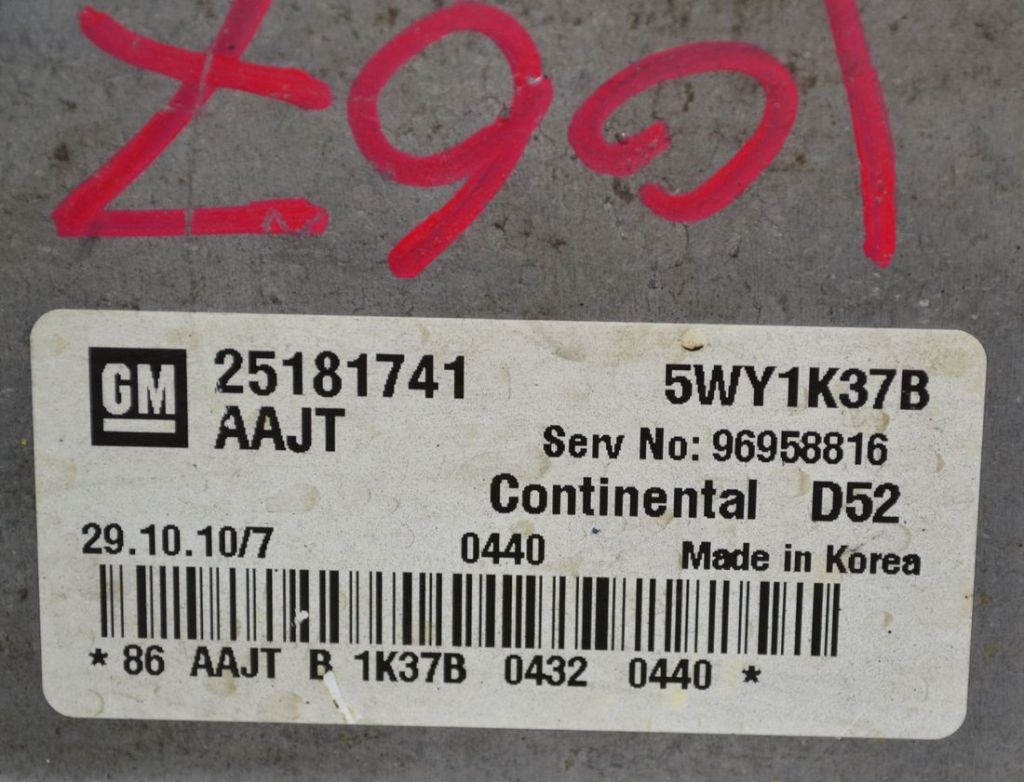 1667
GM 25181741 5WY1K37B
AAJT Serv No: 96958816
Continental D52
29.10.10/7 0440 Made in Korea
* 86 AAJT B 1K37B 0432 0440 *